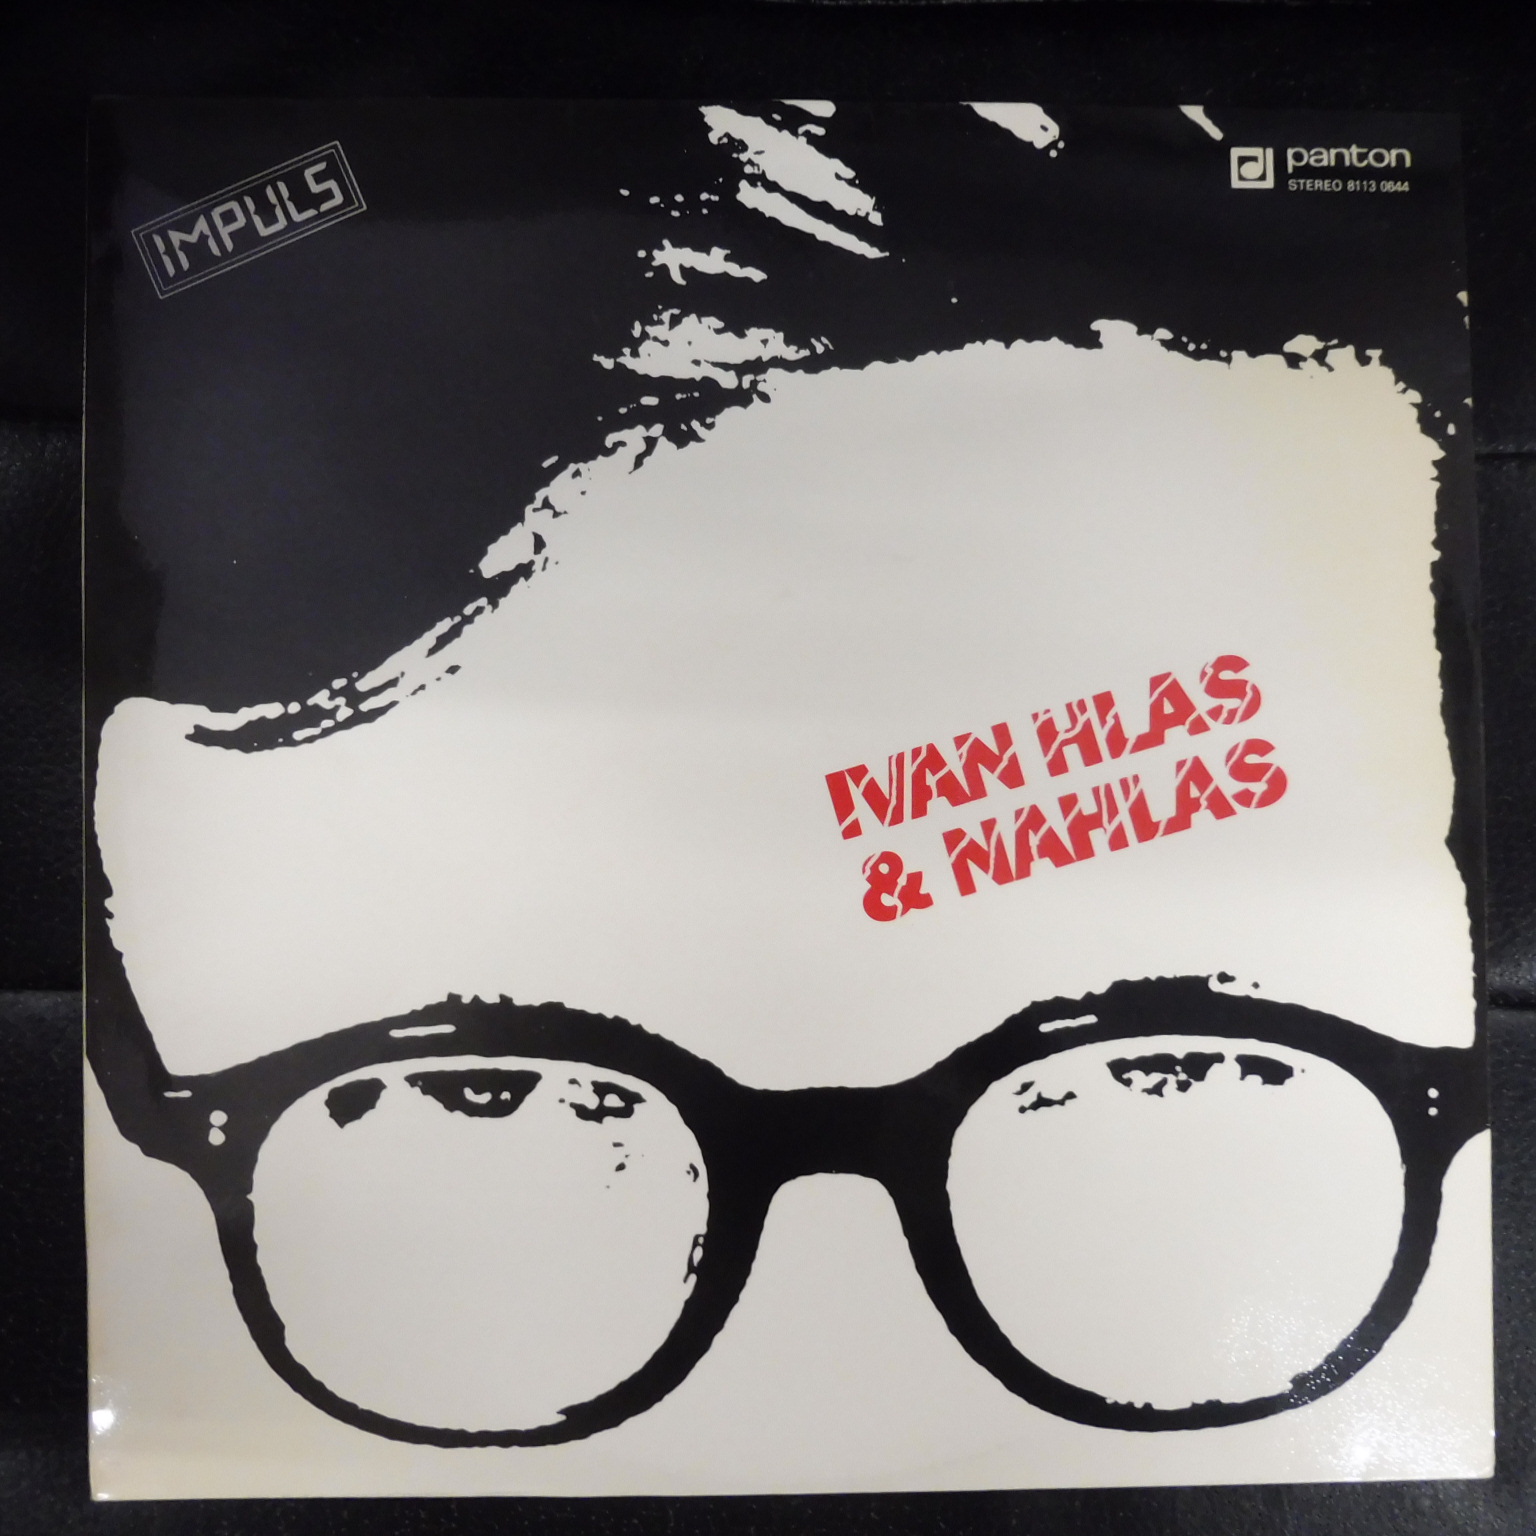 IMPULS
panton
STEREO 8113 0644
IVAN HLAS
& NAHLAS